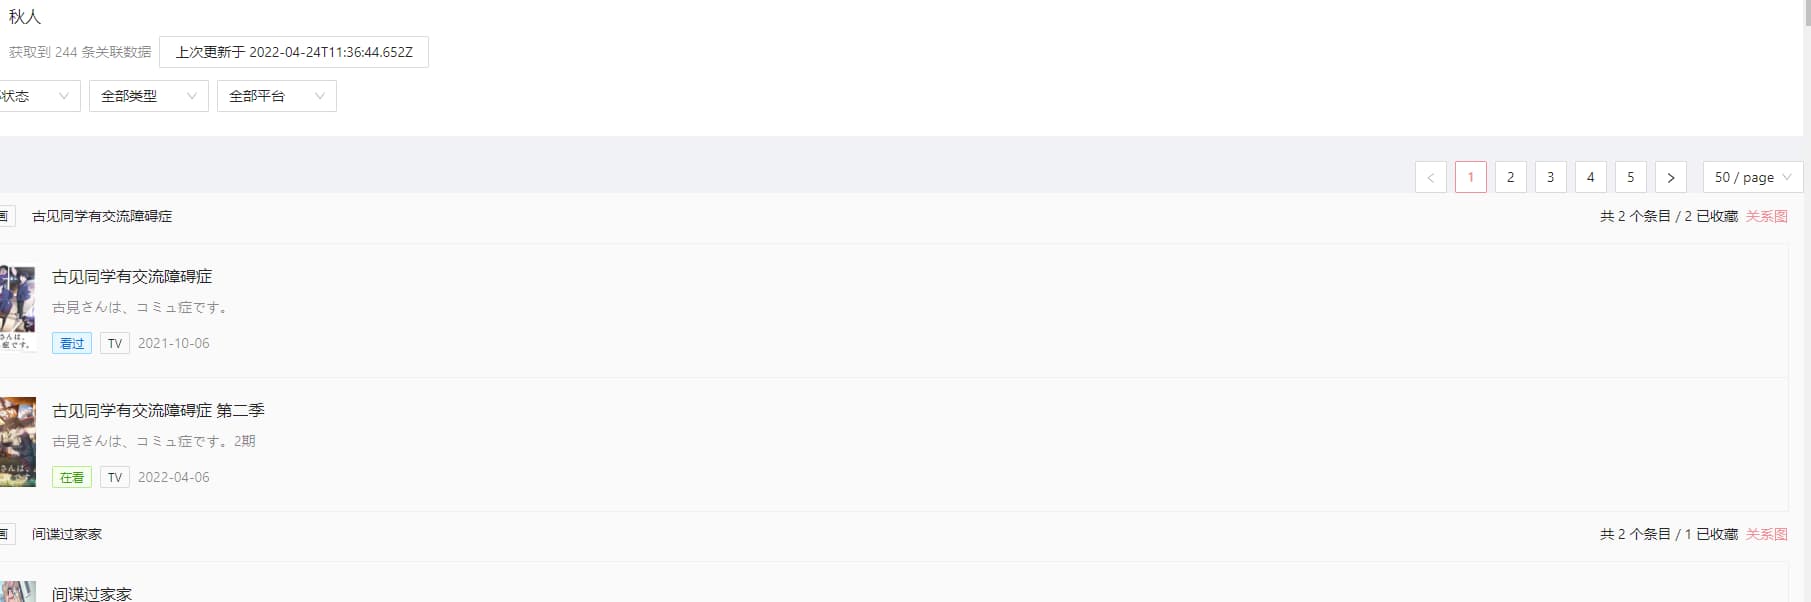 秋人
获取到 244 条关联数据 上次更新于 2022-04-24T11:36:44.652Z
状态 全部类型 全部平台
< 1 2 3 4 5 > 50 / page
画 古见同学有交流障碍症 共 2 个条目 / 2 已收藏 关系图
古见同学有交流障碍症
古見さんは、コミュ症です。
看过 TV 2021-10-06
古见同学有交流障碍症 第二季
古見さんは、コミュ症です。2期
在看 TV 2022-04-06
画 间谍过家家 共 2 个条目 / 1 已收藏 关系图
间谍过家家